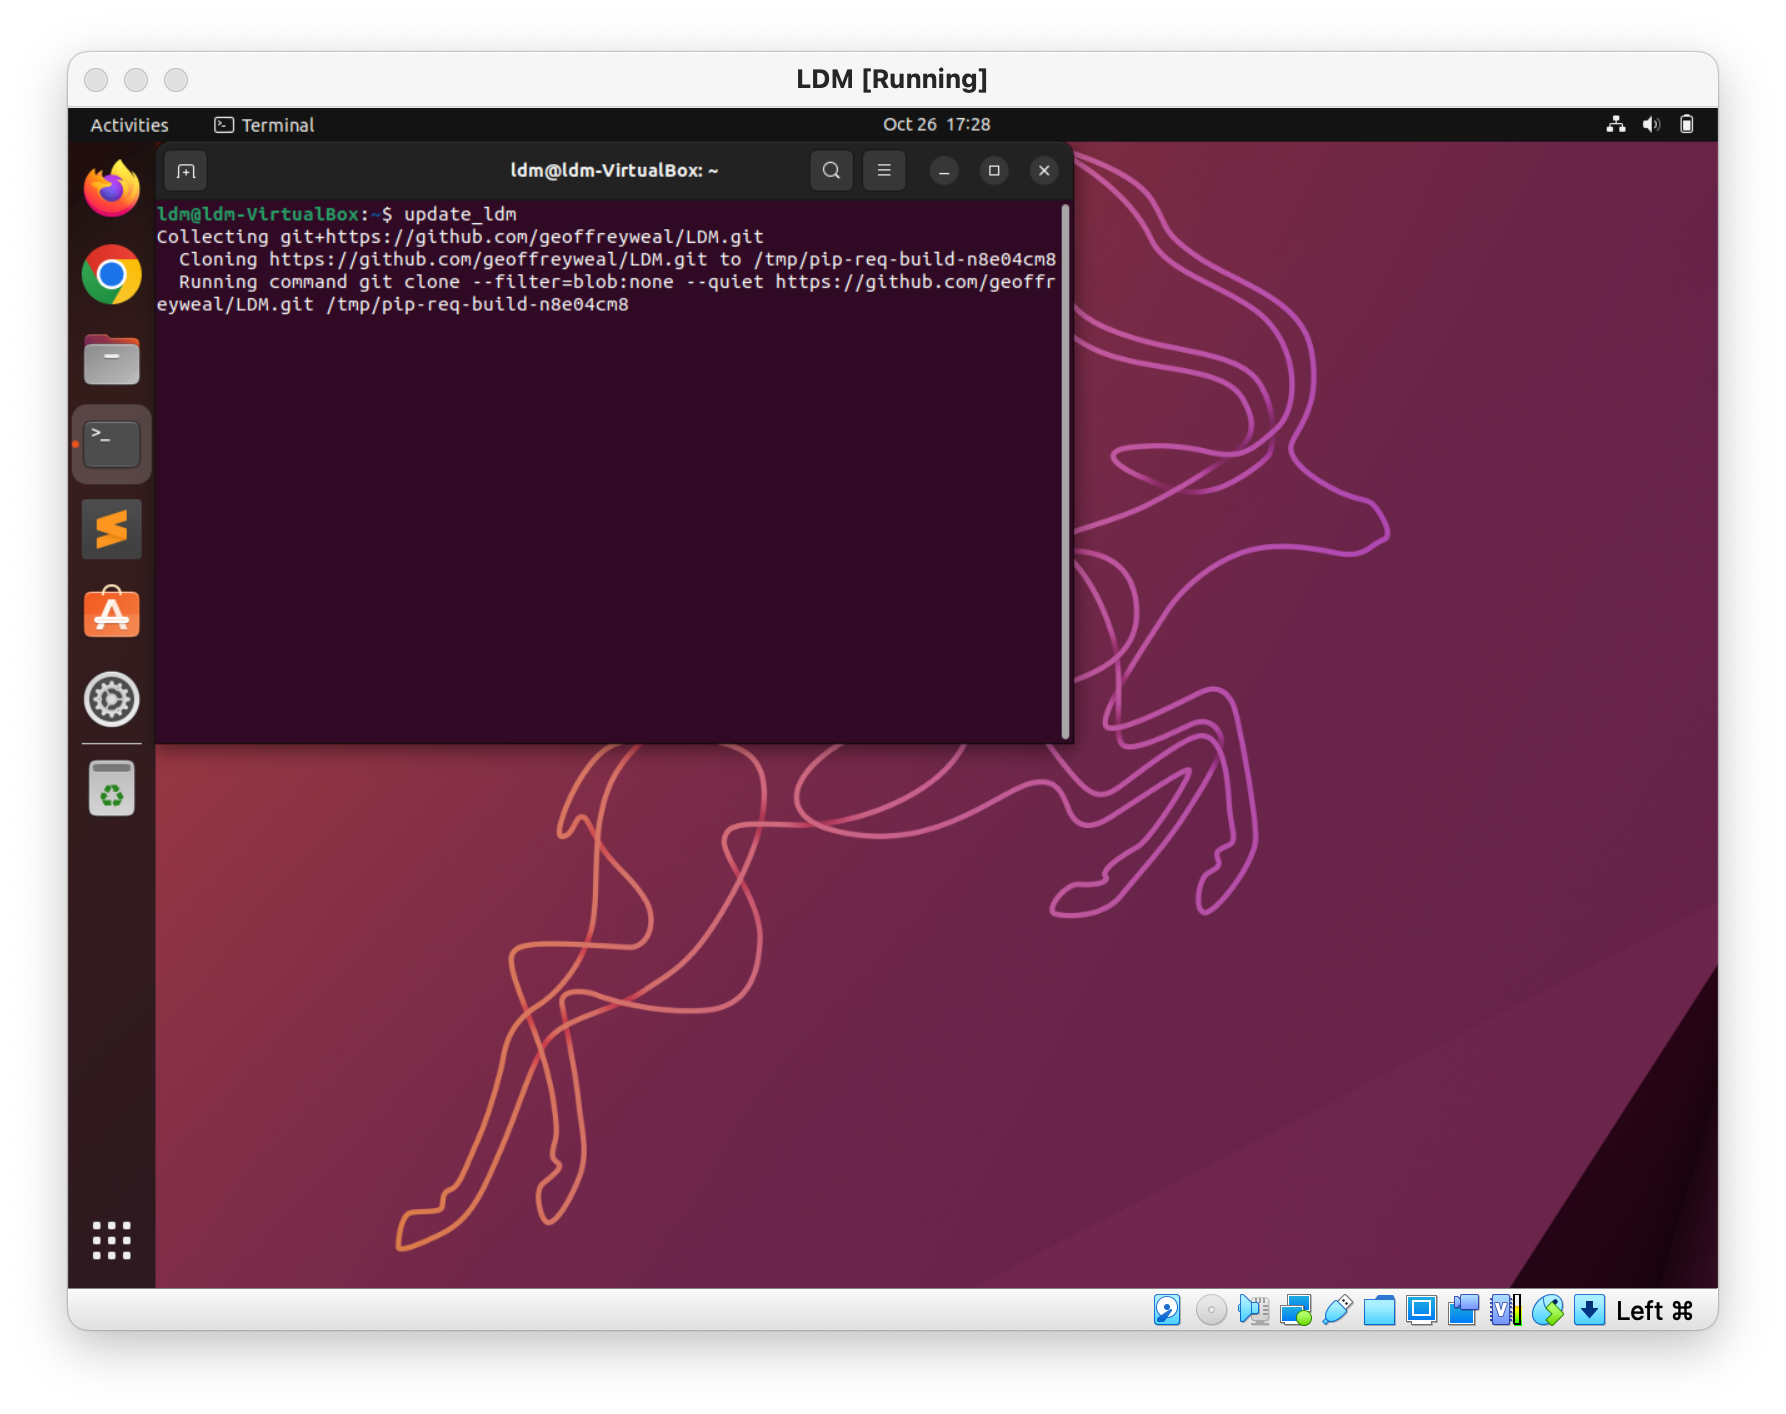 LDM [Running]
Activities
Terminal
Oct 26 17:28
ldm@ldm-VirtualBox: ~
ldm@ldm-VirtualBox:~$ update_ldm
Collecting git+https://github.com/geoffreyweal/LDM.git
  Cloning https://github.com/geoffreyweal/LDM.git to /tmp/pip-req-build-n8e04cm8
  Running command git clone --filter=blob:none --quiet https://github.com/geoffr
eyweal/LDM.git /tmp/pip-req-build-n8e04cm8
Left ⌘